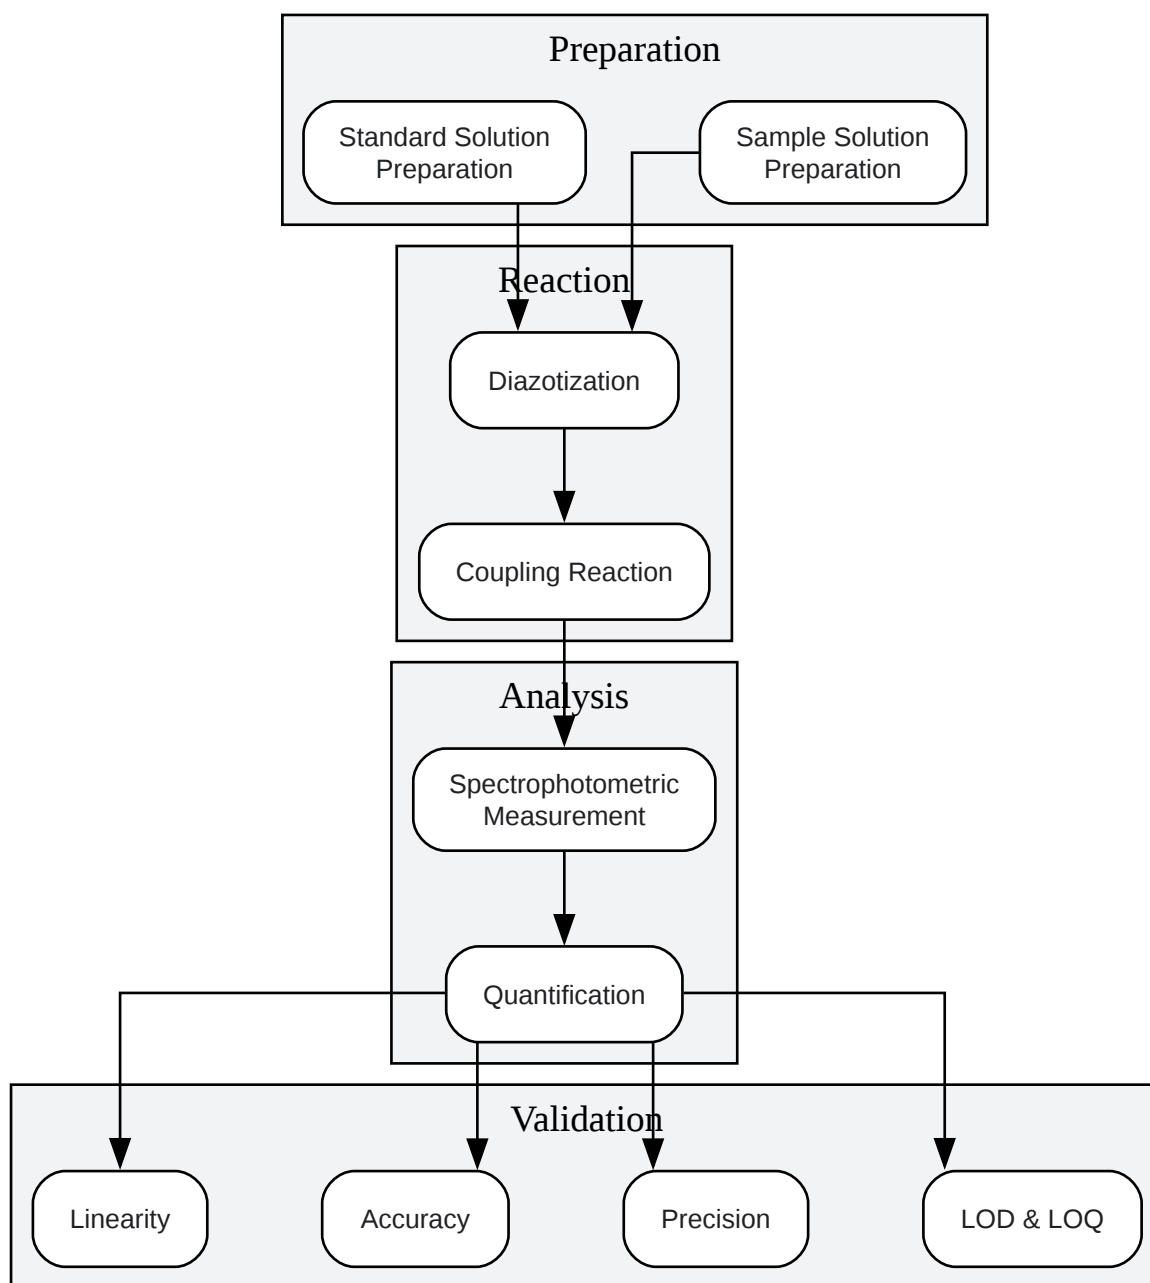 Preparation
Standard Solution
Preparation
Sample Solution
Preparation
Reaction
Diazotization
Coupling Reaction
Analysis
Spectrophotometric
Measurement
Quantification
Validation
Linearity
Accuracy
Precision
LOD & LOQ